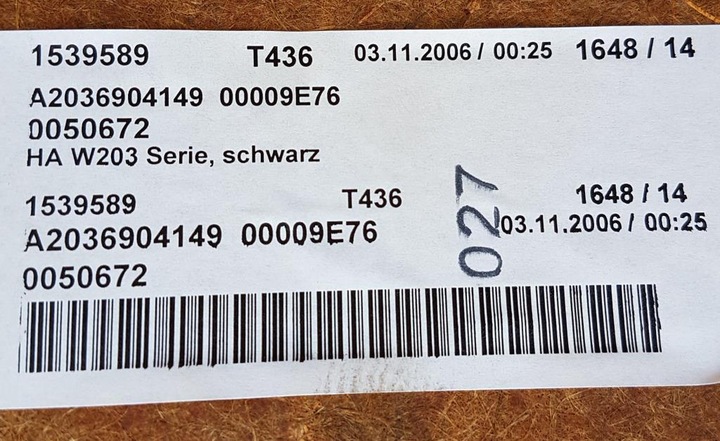 1539589 T436 03.11.2006 / 00:25 1648 / 14
A2036904149 00009E76
0050672
HA W203 Serie, schwarz
1539589 T436 1648 / 14
A2036904149 00009E76 03.11.2006 / 00:25
0050672
027